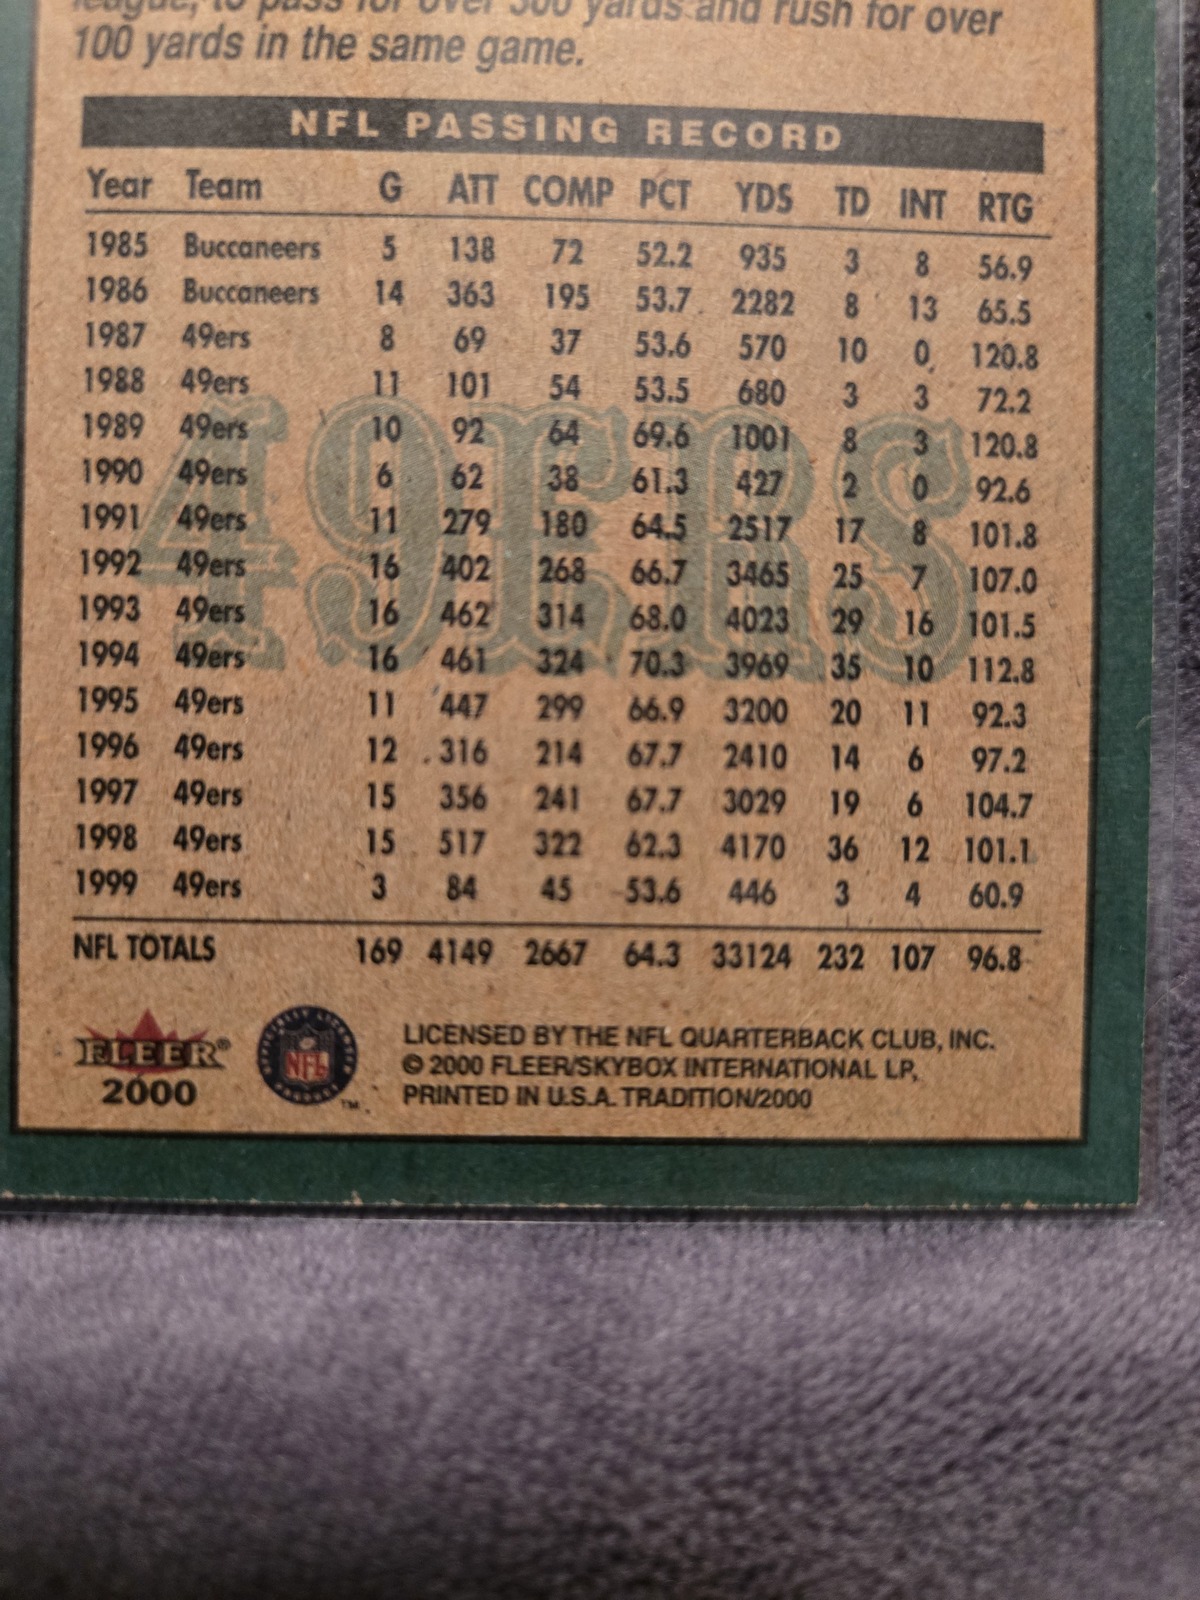 league, to pass for over 300 yards and rush for over
100 yards in the same game.
NFL PASSING RECORD
Year Team G ATT COMP PCT YDS TD INT RTG
1985 Buccaneers 5 138 72 52.2 935 3 8 56.9
1986 Buccaneers 14 363 195 53.7 2282 8 13 65.5
1987 49ers 8 69 37 53.6 570 10 0 120.8
1988 49ers 11 101 54 53.5 680 3 3 72.2
1989 49ers 10 92 64 69.6 1001 8 3 120.8
1990 49ers 6 62 38 61.3 427 2 0 92.6
1991 49ers 11 279 180 64.5 2517 17 8 101.8
1992 49ers 16 402 268 66.7 3465 25 7 107.0
1993 49ers 16 462 314 68.0 4023 29 16 101.5
1994 49ers 16 461 324 70.3 3969 35 10 112.8
1995 49ers 11 447 299 66.9 3200 20 11 92.3
1996 49ers 12 316 214 67.7 2410 14 6 97.2
1997 49ers 15 356 241 67.7 3029 19 6 104.7
1998 49ers 15 517 322 62.3 4170 36 12 101.1
1999 49ers 3 84 45 53.6 446 3 4 60.9
49ERS
NFL TOTALS 169 4149 2667 64.3 33124 232 107 96.8
FLEER®
2000
NFL
™
LICENSED BY THE NFL QUARTERBACK CLUB, INC.
© 2000 FLEER/SKYBOX INTERNATIONAL LP,
PRINTED IN U.S.A. TRADITION/2000